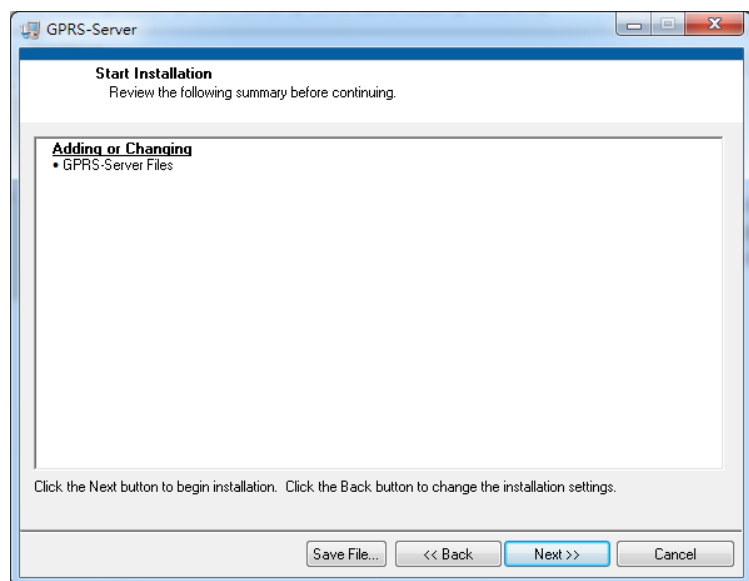 GPRS-Server
Start Installation
Review the following summary before continuing.
Adding or Changing
• GPRS-Server Files
Click the Next button to begin installation.  Click the Back button to change the installation settings.
Save File...
<< Back
Next >>
Cancel